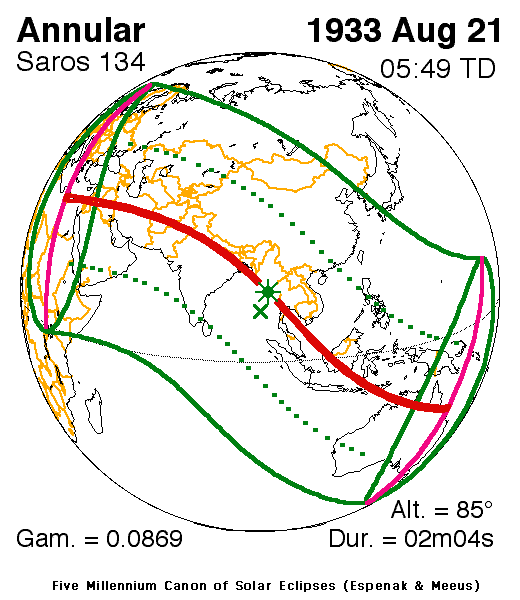 Annular
1933 Aug 21
Saros 134
05:49 TD
Alt. = 85°
Gam. = 0.0869
Dur. = 02m04s
Five Millennium Canon of Solar Eclipses (Espenak & Meeus)